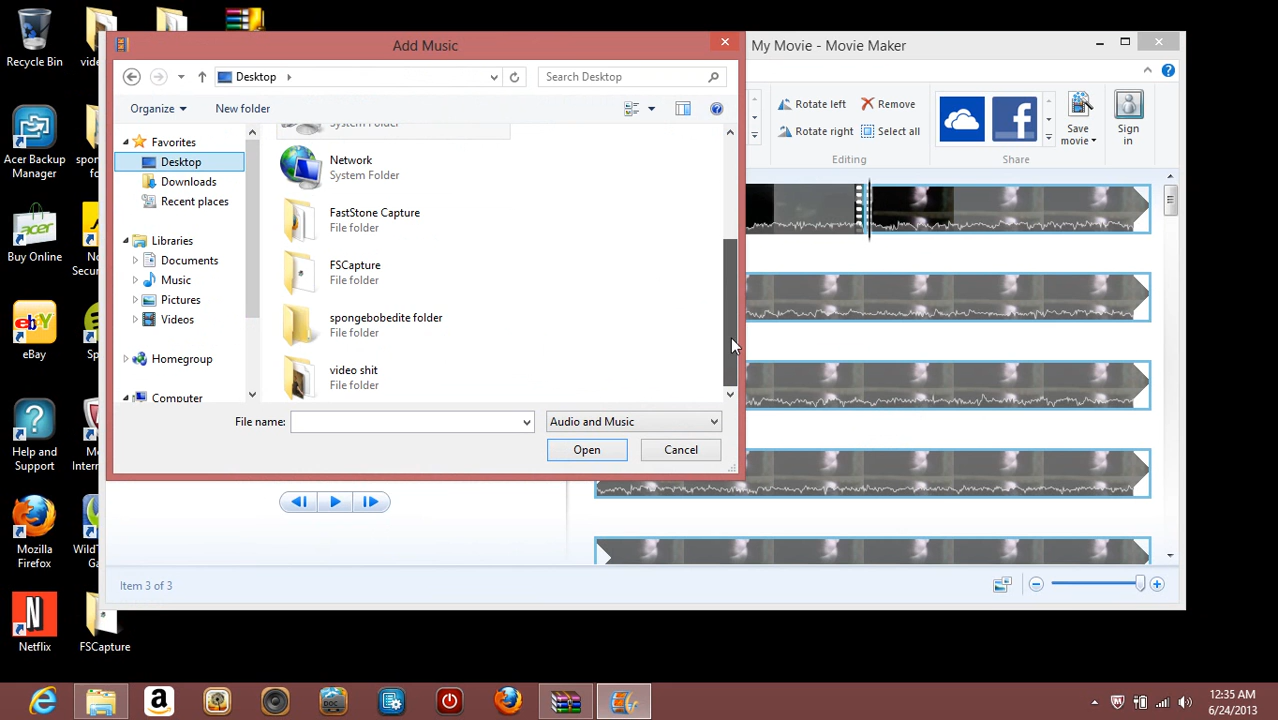 Recycle Bin
Acer Backup
Manager
Buy Online
eBay
Help and
Support
Mozilla
Firefox
Netflix
FSCapture
Add Music
Desktop
Search Desktop
Organize
New folder
Favorites
Desktop
Downloads
Recent places
Libraries
Documents
Music
Pictures
Videos
Homegroup
Computer
System Folder
Network
System Folder
FastStone Capture
File folder
FSCapture
File folder
spongebobedite folder
File folder
video shit
File folder
File name:
Audio and Music
Open
Cancel
My Movie - Movie Maker
Rotate left
Remove
Rotate right
Select all
Editing
Share
Save
movie
Sign
in
Item 3 of 3
12:35 AM
6/24/2013